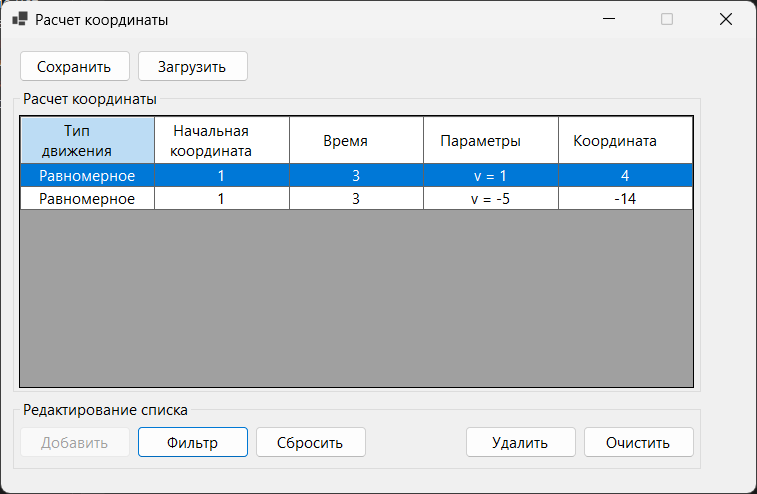 Расчет координаты
Сохранить Загрузить
Расчет координаты
Тип движения Начальная координата Время Параметры Координата
Равномерное 1 3 v = 1 4
Равномерное 1 3 v = -5 -14
Редактирование списка
Добавить Фильтр Сбросить Удалить Очистить